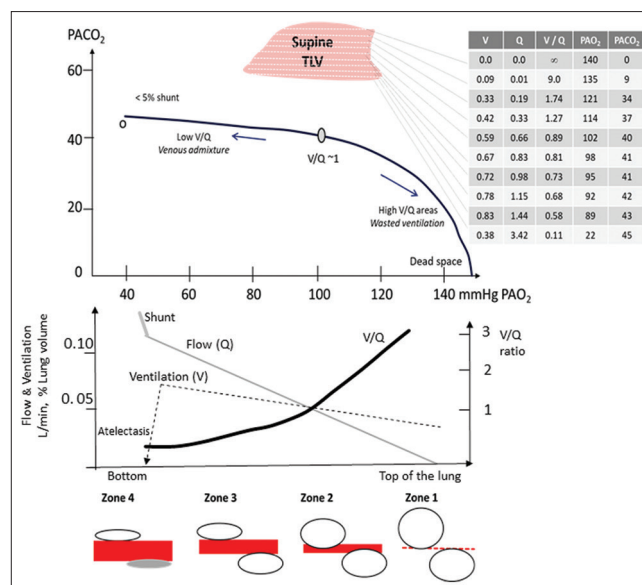 PACO2
60
40
20
0
< 5% shunt
Low V/Q
Venous admixture
V/Q ~1
High V/Q areas
Wasted ventilation
Dead space
40 60 80 100 120 140 mmHg PAO2
Supine
TLV
V Q V / Q PAO2 PACO2
0.0 0.0 ∞ 140 0
0.09 0.01 9.0 135 9
0.33 0.19 1.74 121 34
0.42 0.33 1.27 114 37
0.59 0.66 0.89 102 40
0.67 0.83 0.81 98 41
0.72 0.98 0.73 95 41
0.78 1.15 0.68 92 42
0.83 1.44 0.58 89 43
0.38 3.42 0.11 22 45
Flow & Ventilation
L/min, % Lung volume
0.10
0. 05
Shunt
Flow (Q)
Ventilation (V)
Atelectasis
V/Q
3
2
1
V/Q
ratio
Bottom Top of the lung
Zone 4 Zone 3 Zone 2 Zone 1